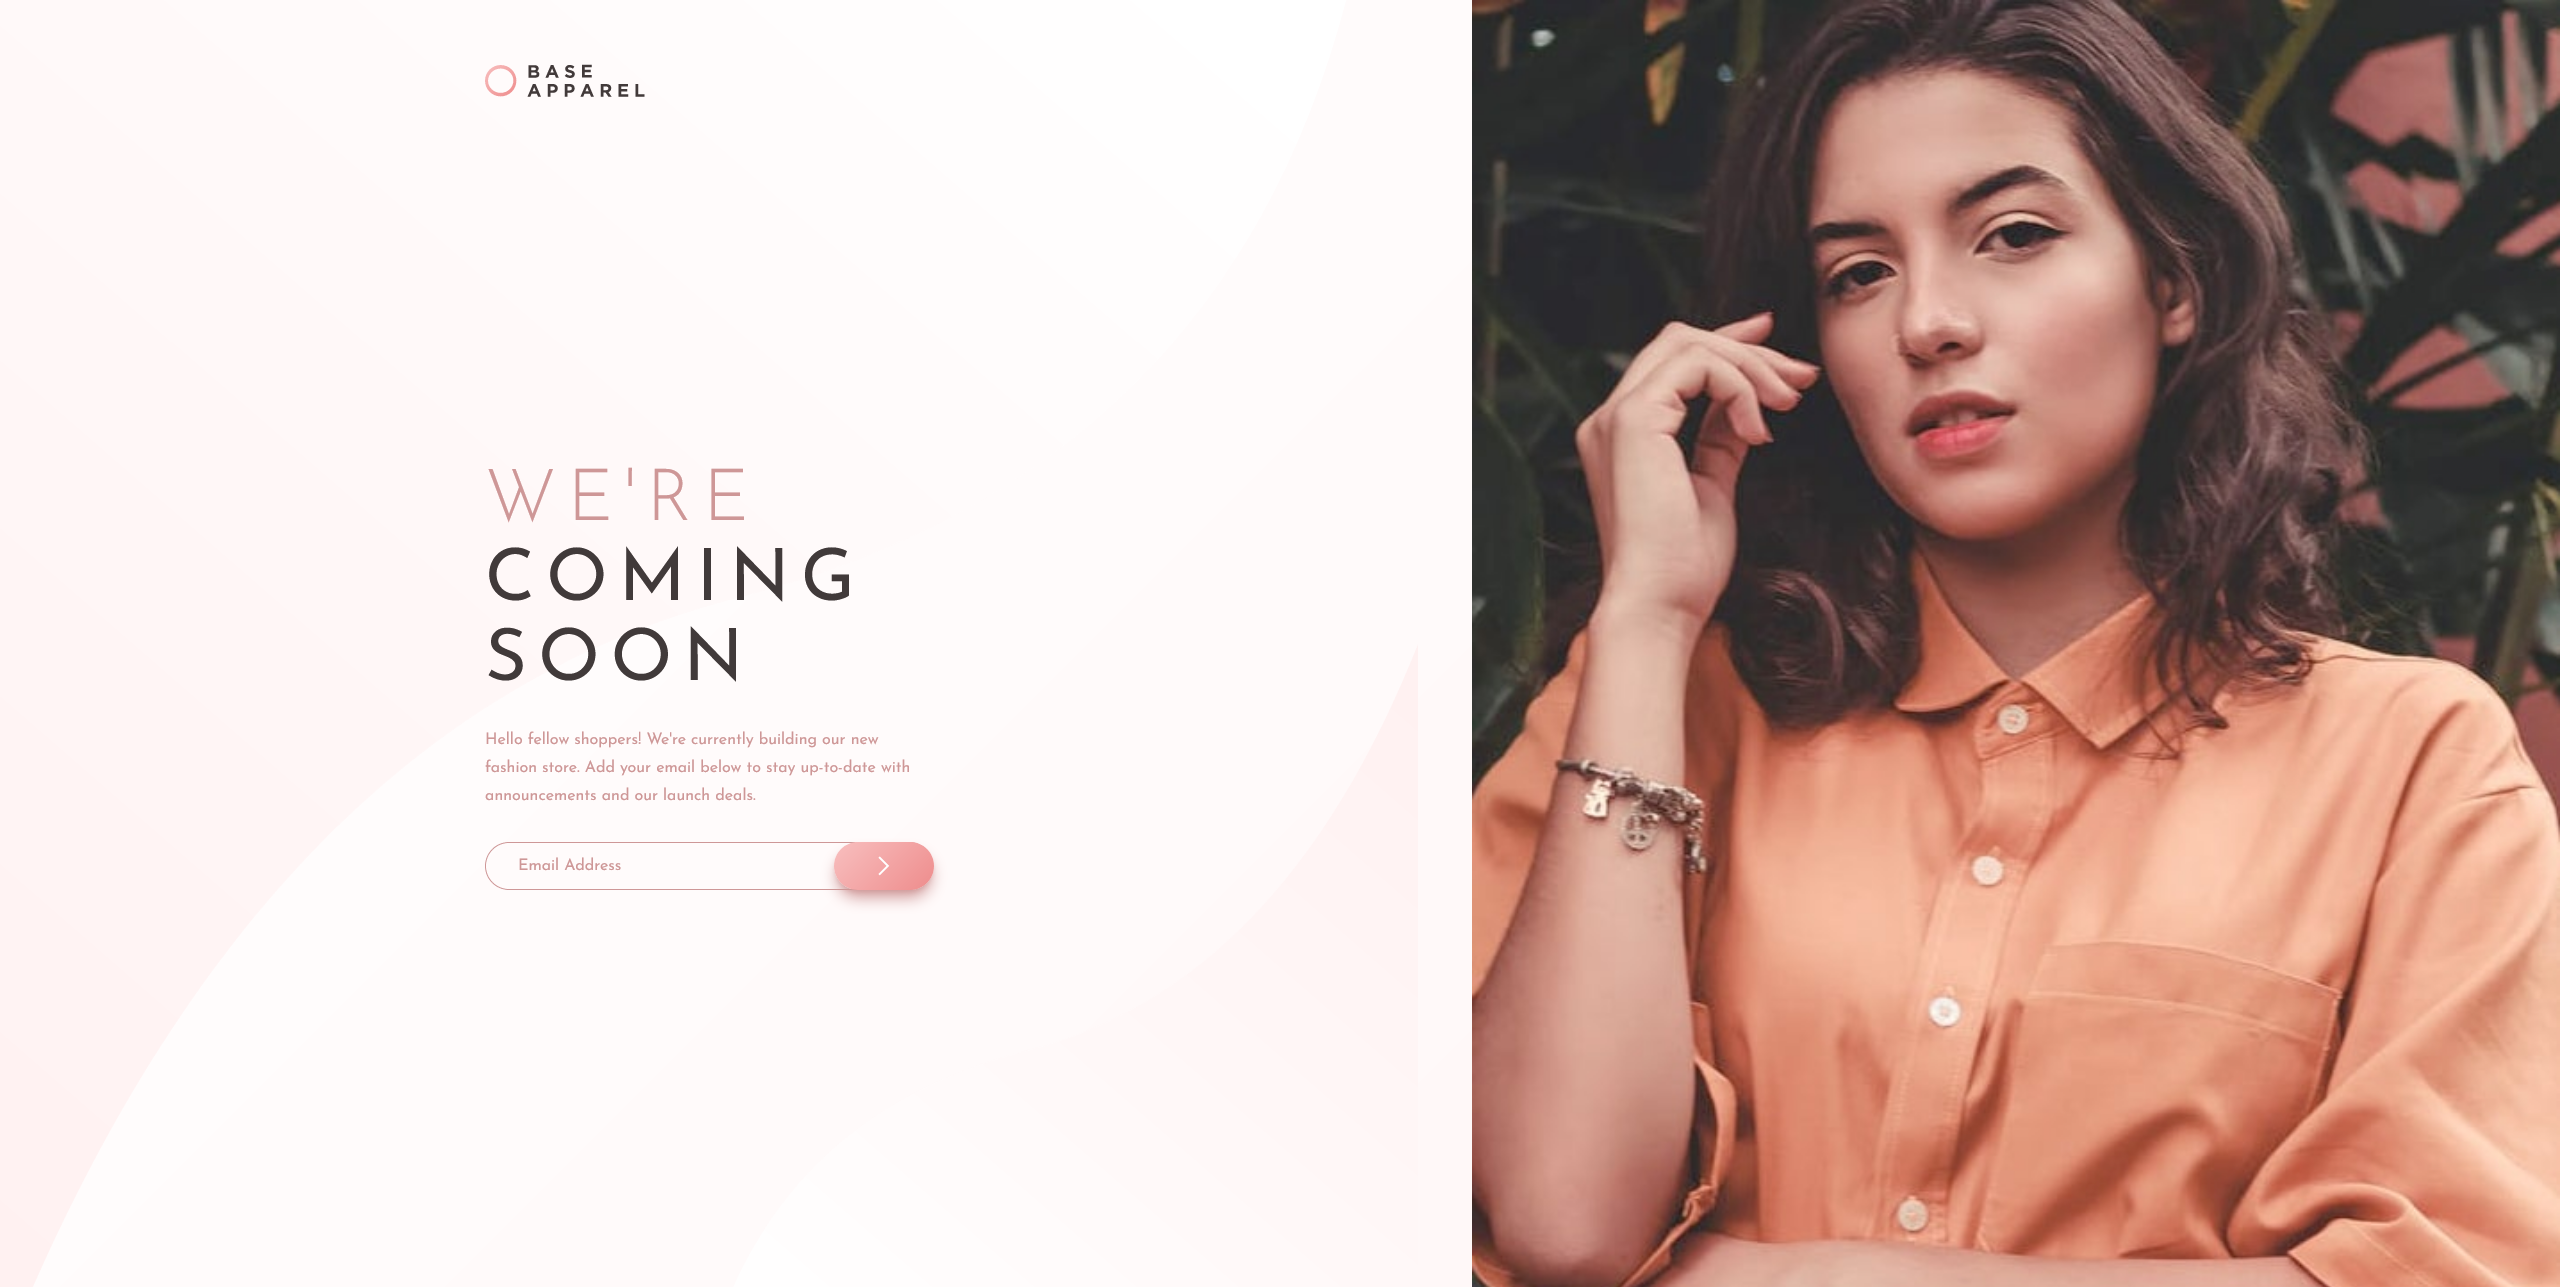 BASE
APPAREL
WE'RE
COMING
SOON
Hello fellow shoppers! We're currently building our new
fashion store. Add your email below to stay up-to-date with
announcements and our launch deals.
Email Address